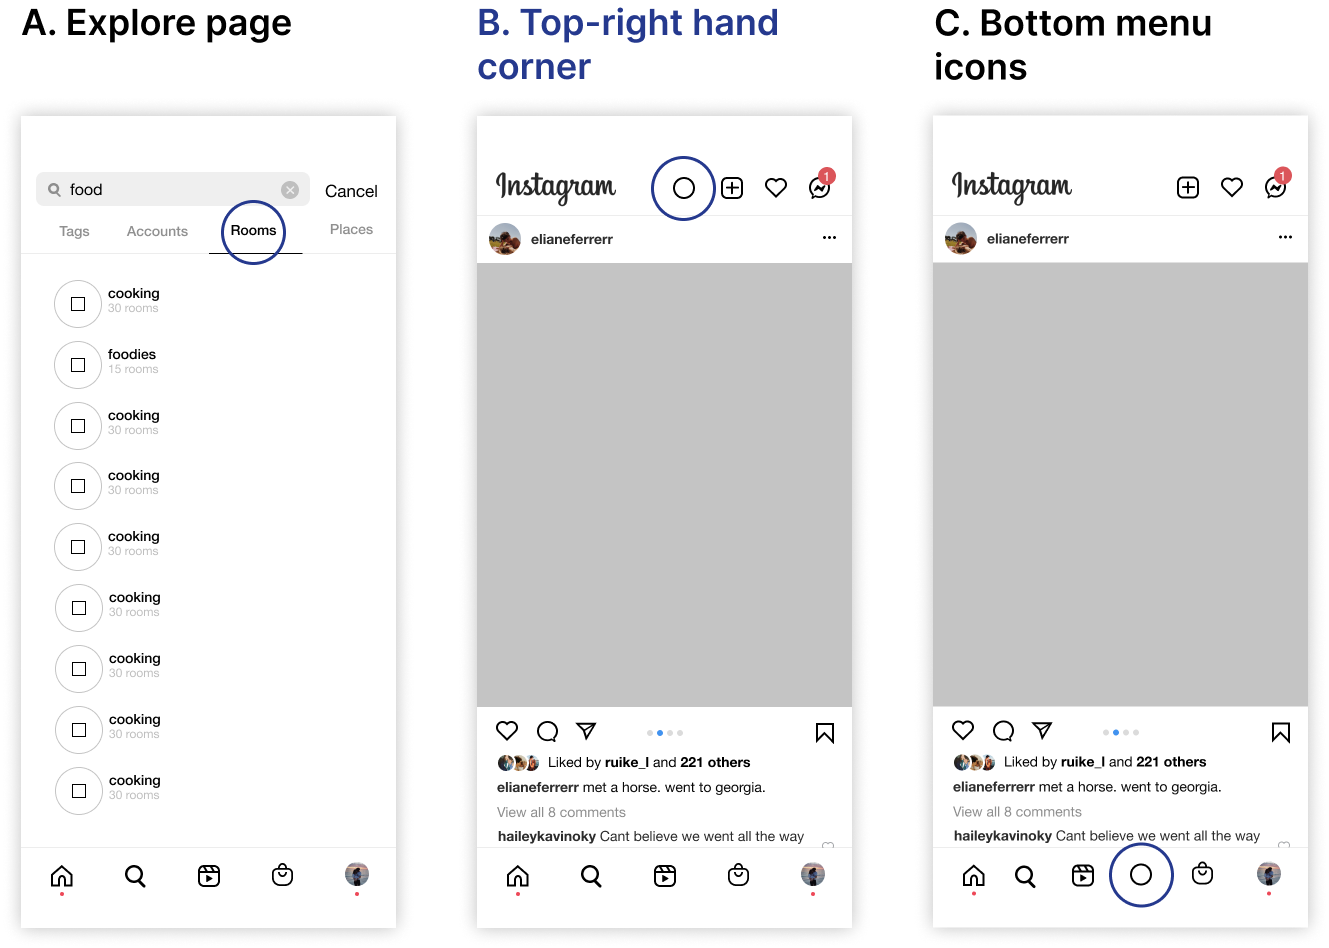 A. Explore page
food
Cancel
Tags
Accounts
Rooms
Places
cooking
30 rooms
foodies
15 rooms
cooking
30 rooms
cooking
30 rooms
cooking
30 rooms
cooking
30 rooms
cooking
30 rooms
cooking
30 rooms
cooking
30 rooms
B. Top-right hand
corner
Instagram
1
elianeferrerr
Liked by ruike_l and 221 others
elianeferrerr met a horse. went to georgia.
View all 8 comments
haileykavinoky Cant believe we went all the way
C. Bottom menu
icons
Instagram
1
elianeferrerr
Liked by ruike_l and 221 others
elianeferrerr met a horse. went to georgia.
View all 8 comments
haileykavinoky Cant believe we went all the way